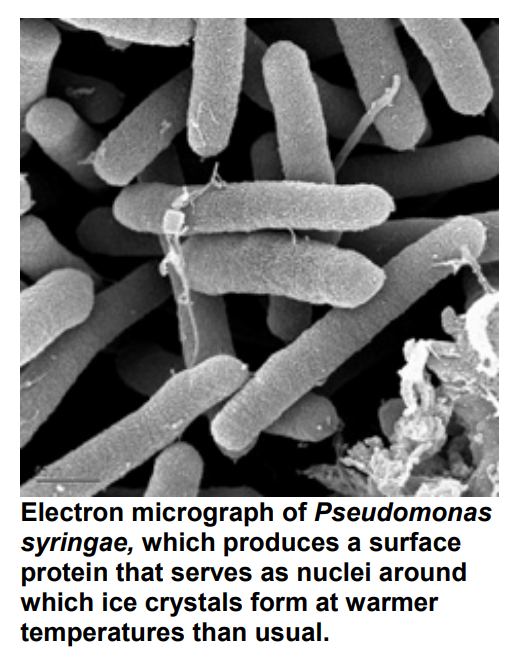 Electron micrograph of Pseudomonas
syringae, which produces a surface
protein that serves as nuclei around
which ice crystals form at warmer
temperatures than usual.